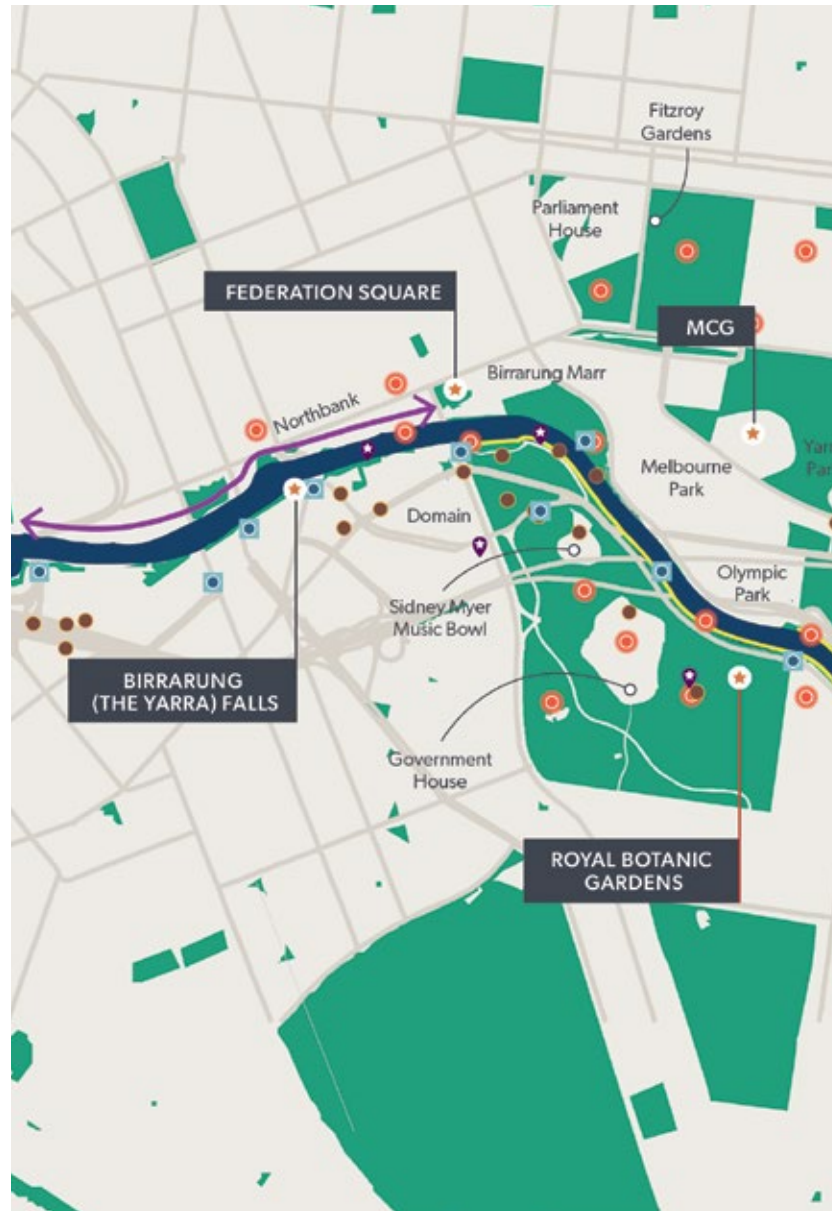 Fitzroy
Gardens
Parliament
House
FEDERATION SQUARE
MCG
Birrarung Marr
Northbank
Melbourne
Park
Domain
Olympic
Park
Sidney Myer
Music Bowl
BIRRARUNG
(THE YARRA) FALLS
Government
House
ROYAL BOTANIC
GARDENS